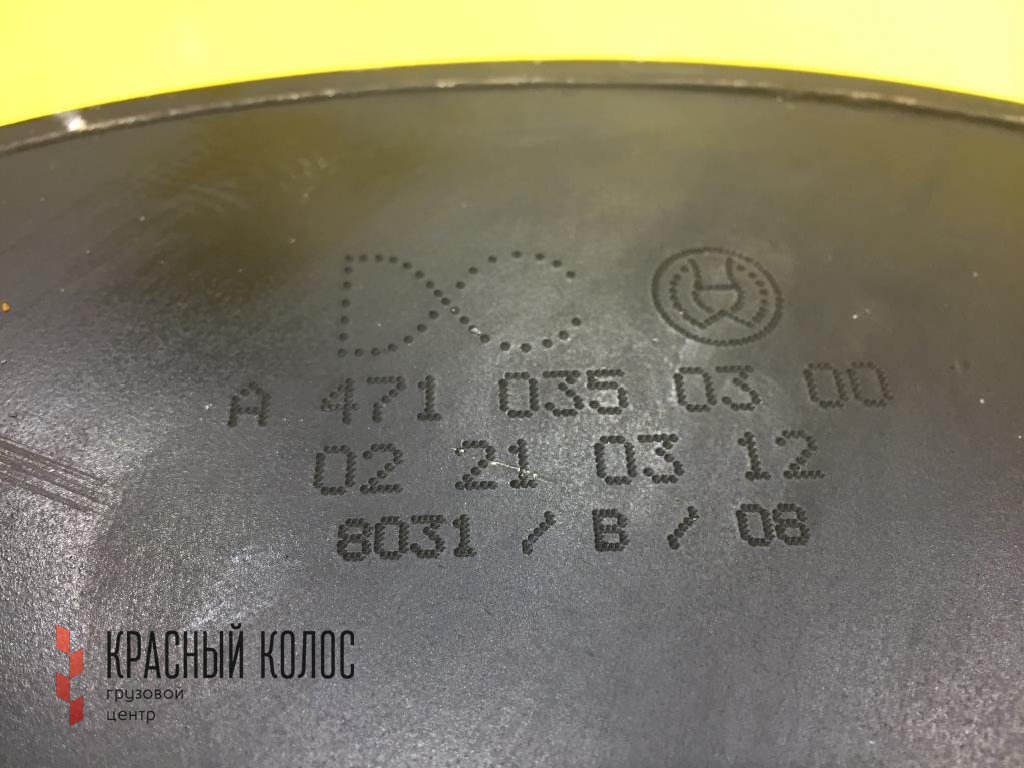 DC
A 471 035 03 00
02 21 03 12
8031 / B / 08
КРАСНЫЙ КОЛОС
грузовой
центр